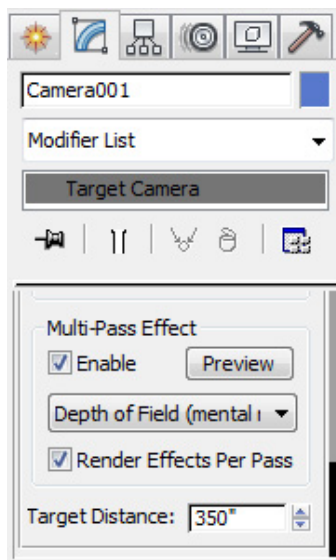 Camera001
Modifier List
Target Camera
Multi-Pass Effect
Enable Preview
Depth of Field (mental r
Render Effects Per Pass
Target Distance: 350"